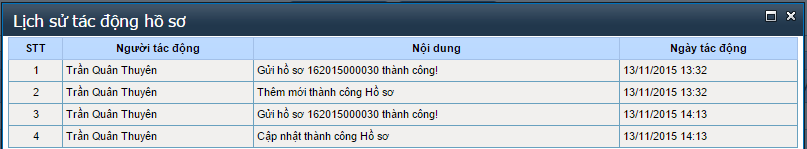 Lịch sử tác động hồ sơ
STT Người tác động Nội dung Ngày tác động
1 Trần Quân Thuyên Gửi hồ sơ 162015000030 thành công! 13/11/2015 13:32
2 Trần Quân Thuyên Thêm mới thành công Hồ sơ 13/11/2015 13:32
3 Trần Quân Thuyên Gửi hồ sơ 162015000030 thành công! 13/11/2015 14:13
4 Trần Quân Thuyên Cập nhật thành công Hồ sơ 13/11/2015 14:13